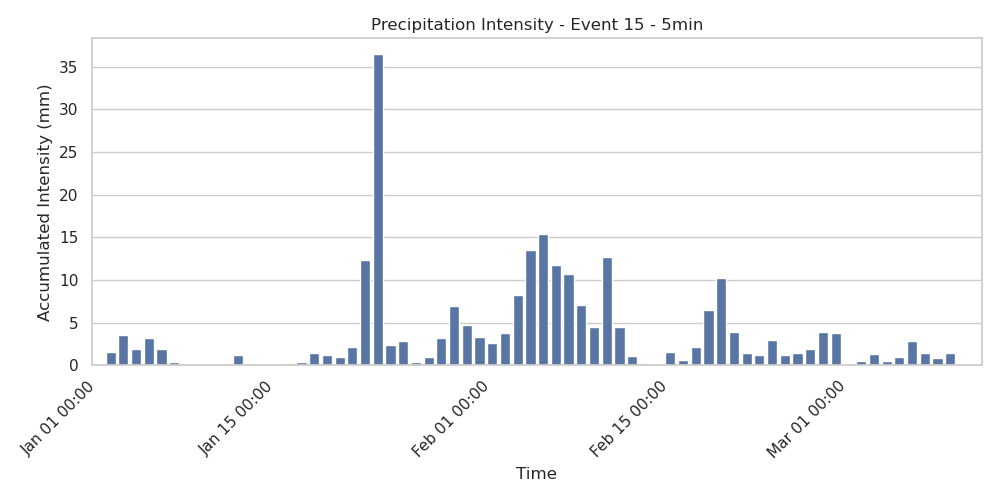 Precipitation Intensity - Event 15 - 5min
Accumulated Intensity (mm)
35
30
25
20
15
10
5
0
Jan 01 00:00
Jan 15 00:00
Feb 01 00:00
Feb 15 00:00
Mar 01 00:00
Time